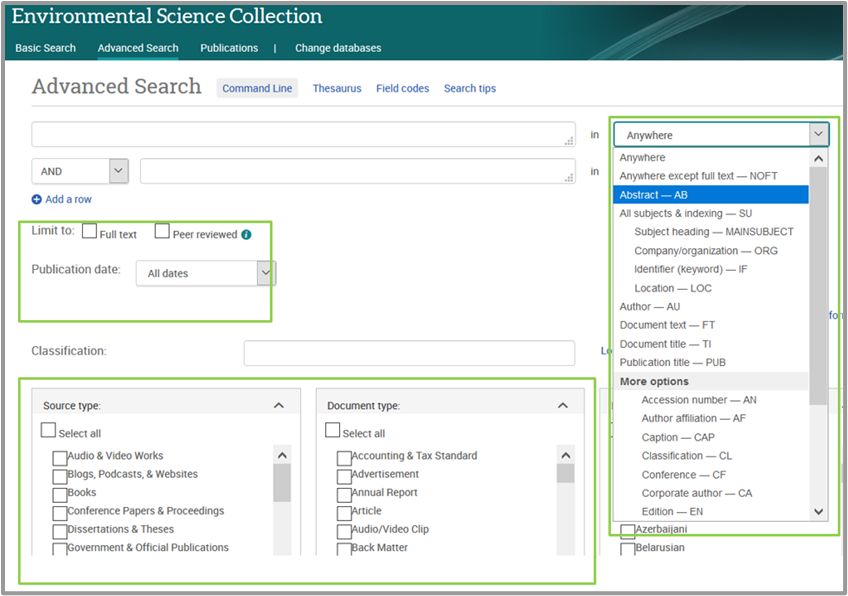 Environmental Science Collection
Basic Search Advanced Search Publications | Change databases
Advanced Search Command Line Thesaurus Field codes Search tips
in Anywhere
AND in
Add a row
Limit to: Full text Peer reviewed
Publication date: All dates
Classification:
Source type:
Select all
Audio & Video Works
Blogs, Podcasts, & Websites
Books
Conference Papers & Proceedings
Dissertations & Theses
Government & Official Publications
Document type:
Select all
Accounting & Tax Standard
Advertisement
Annual Report
Article
Audio/Video Clip
Back Matter
Anywhere
Anywhere except full text — NOFT
Abstract — AB
All subjects & indexing — SU
Subject heading — MAINSUBJECT
Company/organization — ORG
Identifier (keyword) — IF
Location — LOC
Author — AU
Document text — FT
Document title — TI
Publication title — PUB
More options
Accession number — AN
Author affiliation — AF
Caption — CAP
Classification — CL
Conference — CF
Corporate author — CA
Edition — EN
Azerbaijani
Belarusian